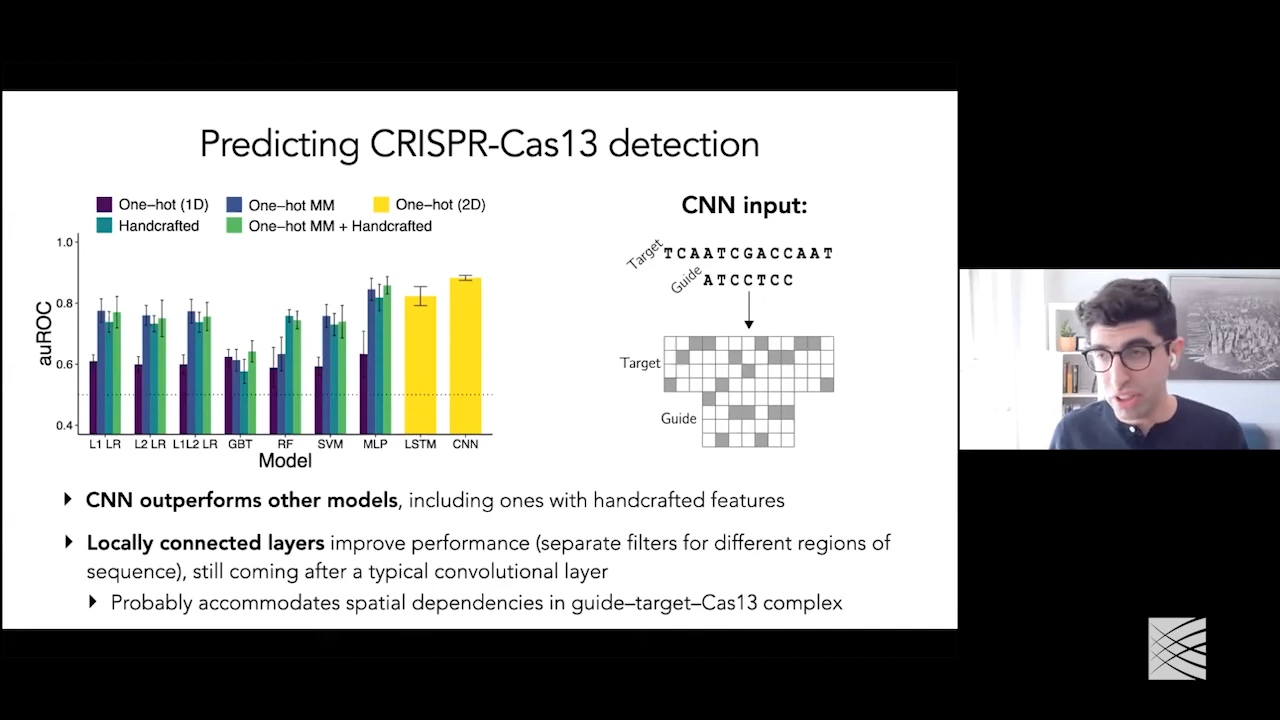 Predicting CRISPR-Cas13 detection
One-hot (1D)
One-hot MM
One-hot (2D)
Handcrafted
One-hot MM + Handcrafted
1.0
0.8
0.6
0.4
auROC
L1 LR
L2 LR
L1L2 LR
GBT
RF
SVM
MLP
LSTM
CNN
Model
CNN input:
Target
TCAATCGACCAAT
Guide
ATCCTCC
Target
Guide
CNN outperforms other models, including ones with handcrafted features
Locally connected layers improve performance (separate filters for different regions of
sequence), still coming after a typical convolutional layer
Probably accommodates spatial dependencies in guide–target–Cas13 complex